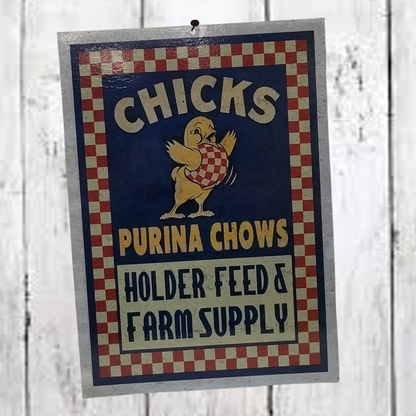 CHICKS
PURINA CHOWS
HOLDER FEED &
FARM SUPPLY